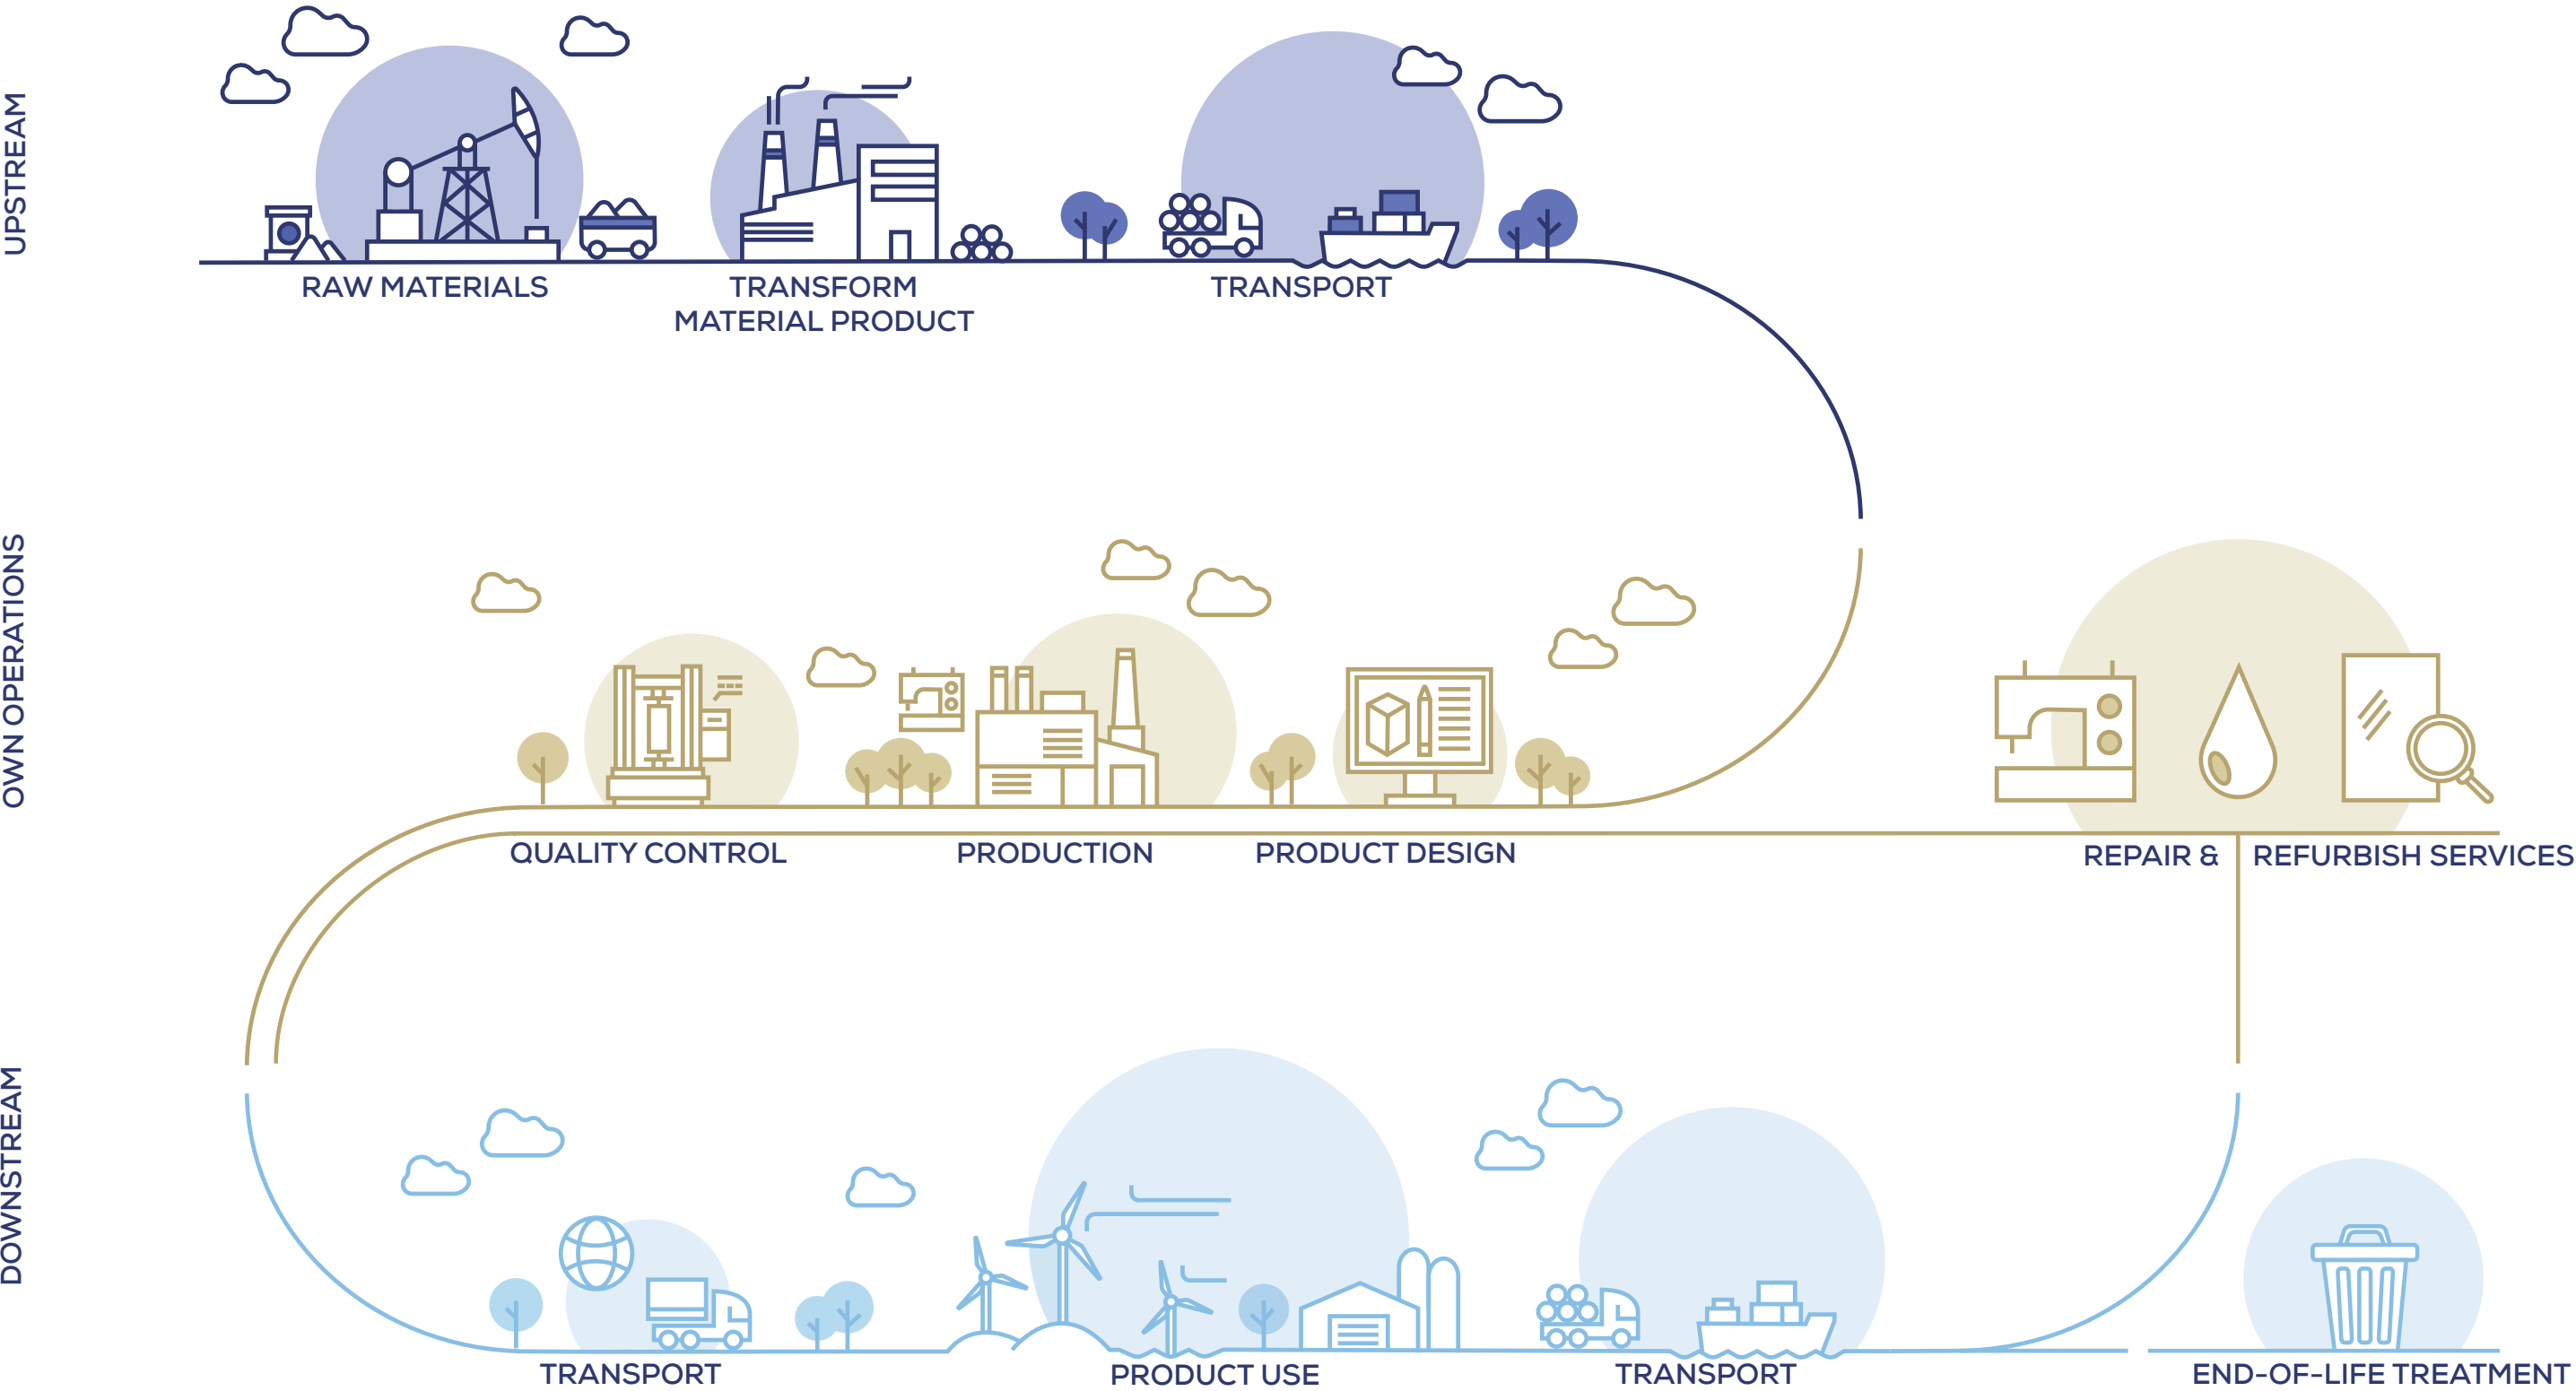 UPSTREAM
RAW MATERIALS
TRANSFORM
MATERIAL PRODUCT
TRANSPORT
OWN OPERATIONS
QUALITY CONTROL
PRODUCTION
PRODUCT DESIGN
REPAIR & REFURBISH SERVICES
DOWNSTREAM
TRANSPORT
PRODUCT USE
TRANSPORT
END-OF-LIFE TREATMENT